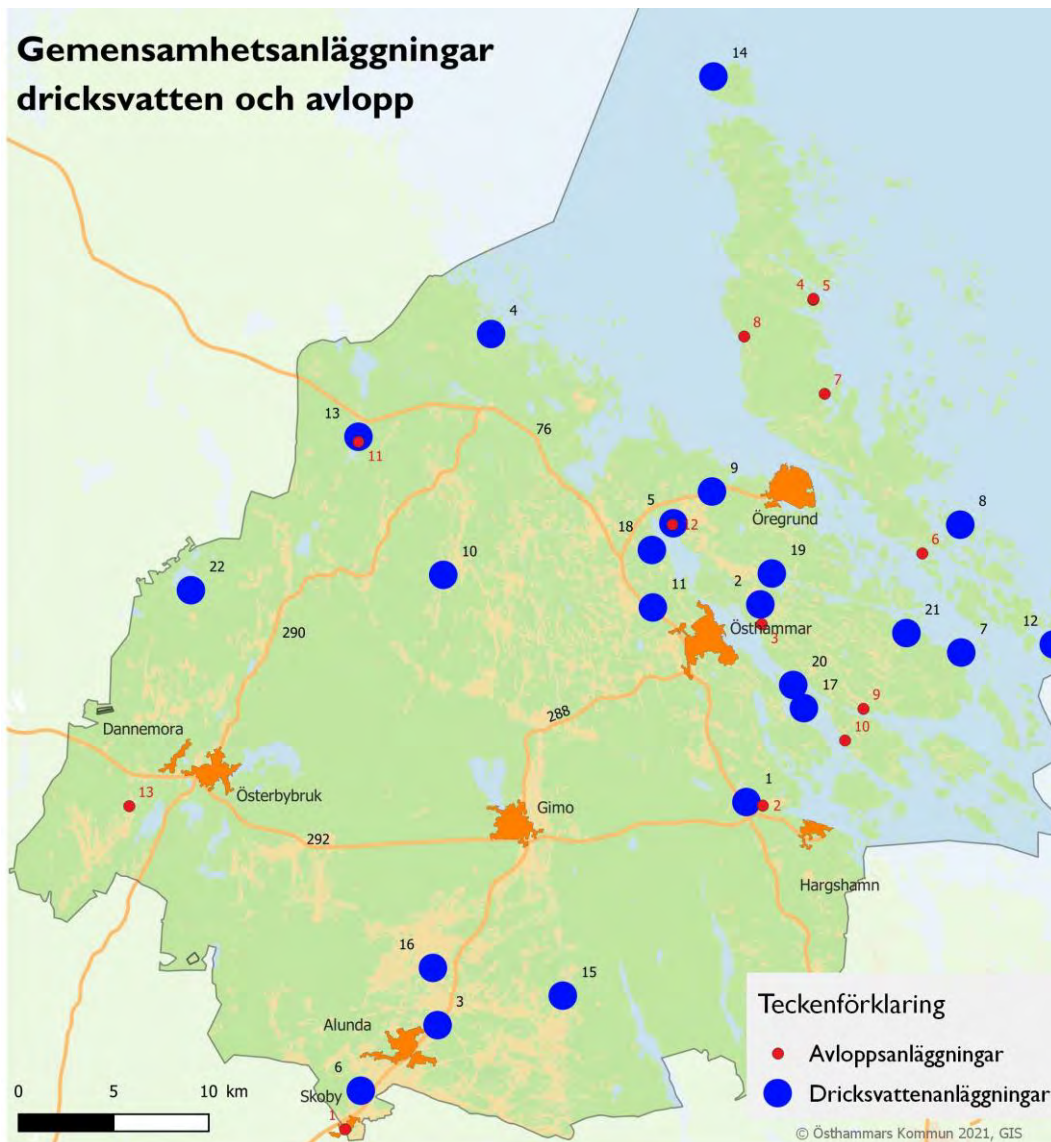 Gemensamhetsanläggningar
dricksvatten och avlopp
14
4 5
4
8
7
13
76
11
9
5
Öregrund
8
12
18
6
10
19
22
2
11
Östhammar
3
21
7
12
290
20
17
9
288
10
Dannemora
Österbybruk
1
13
Gimo
2
292
Hargshamn
16
15
3
Alunda
6
Skoby
1
0 5 10 km
Teckenförklaring
Avloppsanläggningar
Dricksvattenanläggningar
© Östhammars Kommun 2021, GIS